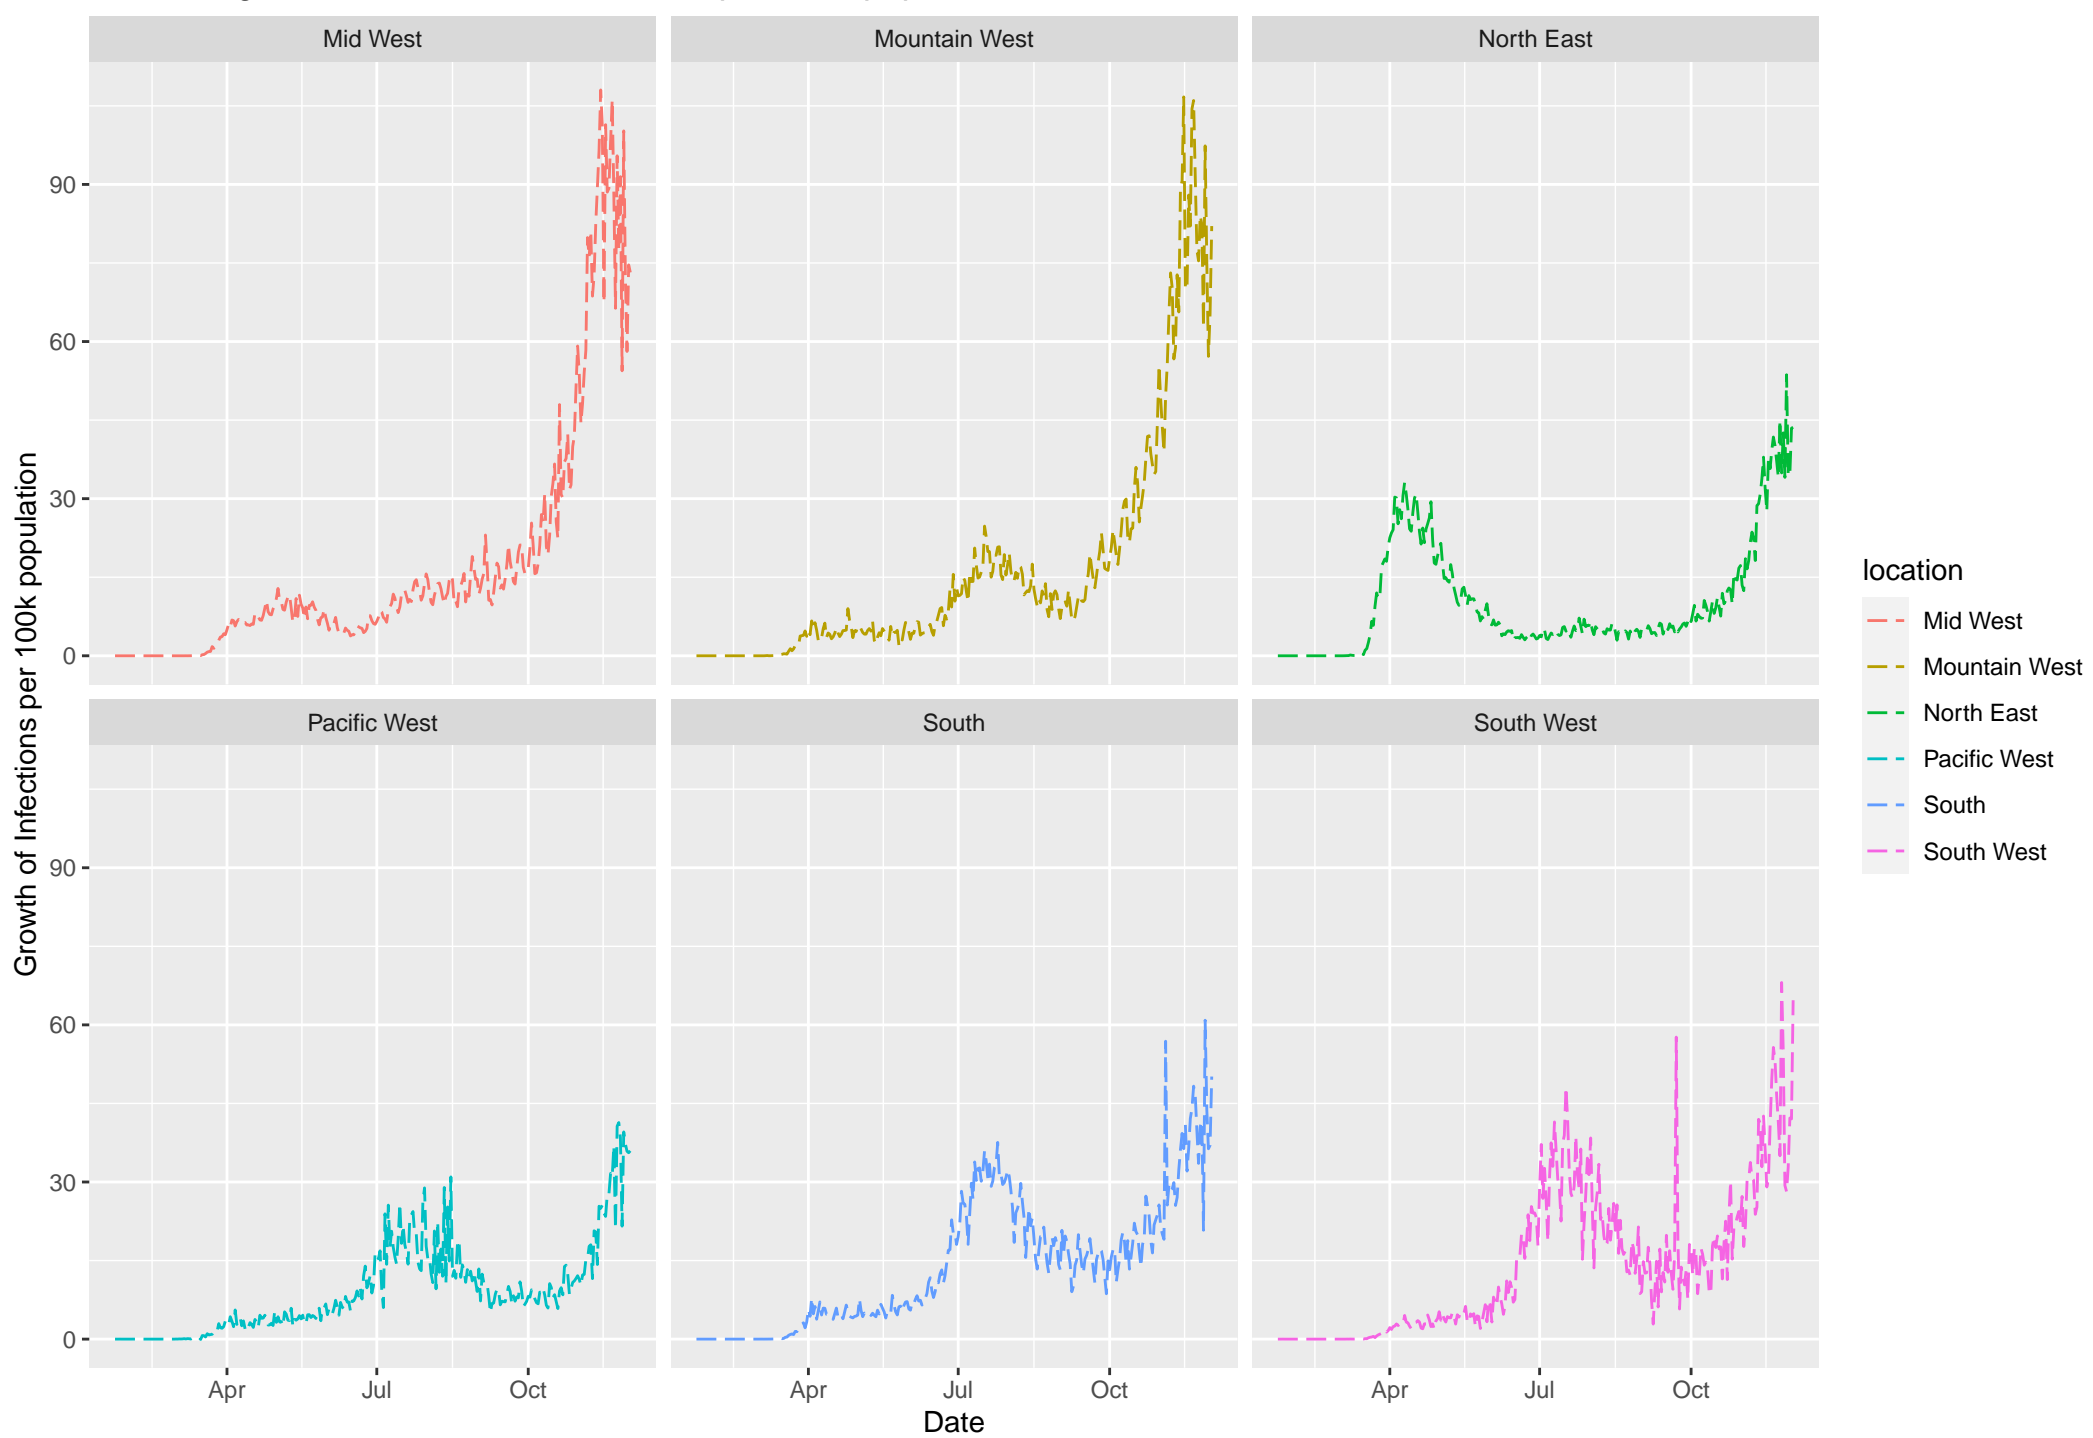 Mid West
Mountain West
North East
90
60
30
0
Pacific West
South
South West
90
60
30
0
Apr
Jul
Oct
Apr
Jul
Oct
Apr
Jul
Oct
Date
Growth of Infections per 100k population
location
Mid West
Mountain West
North East
Pacific West
South
South West